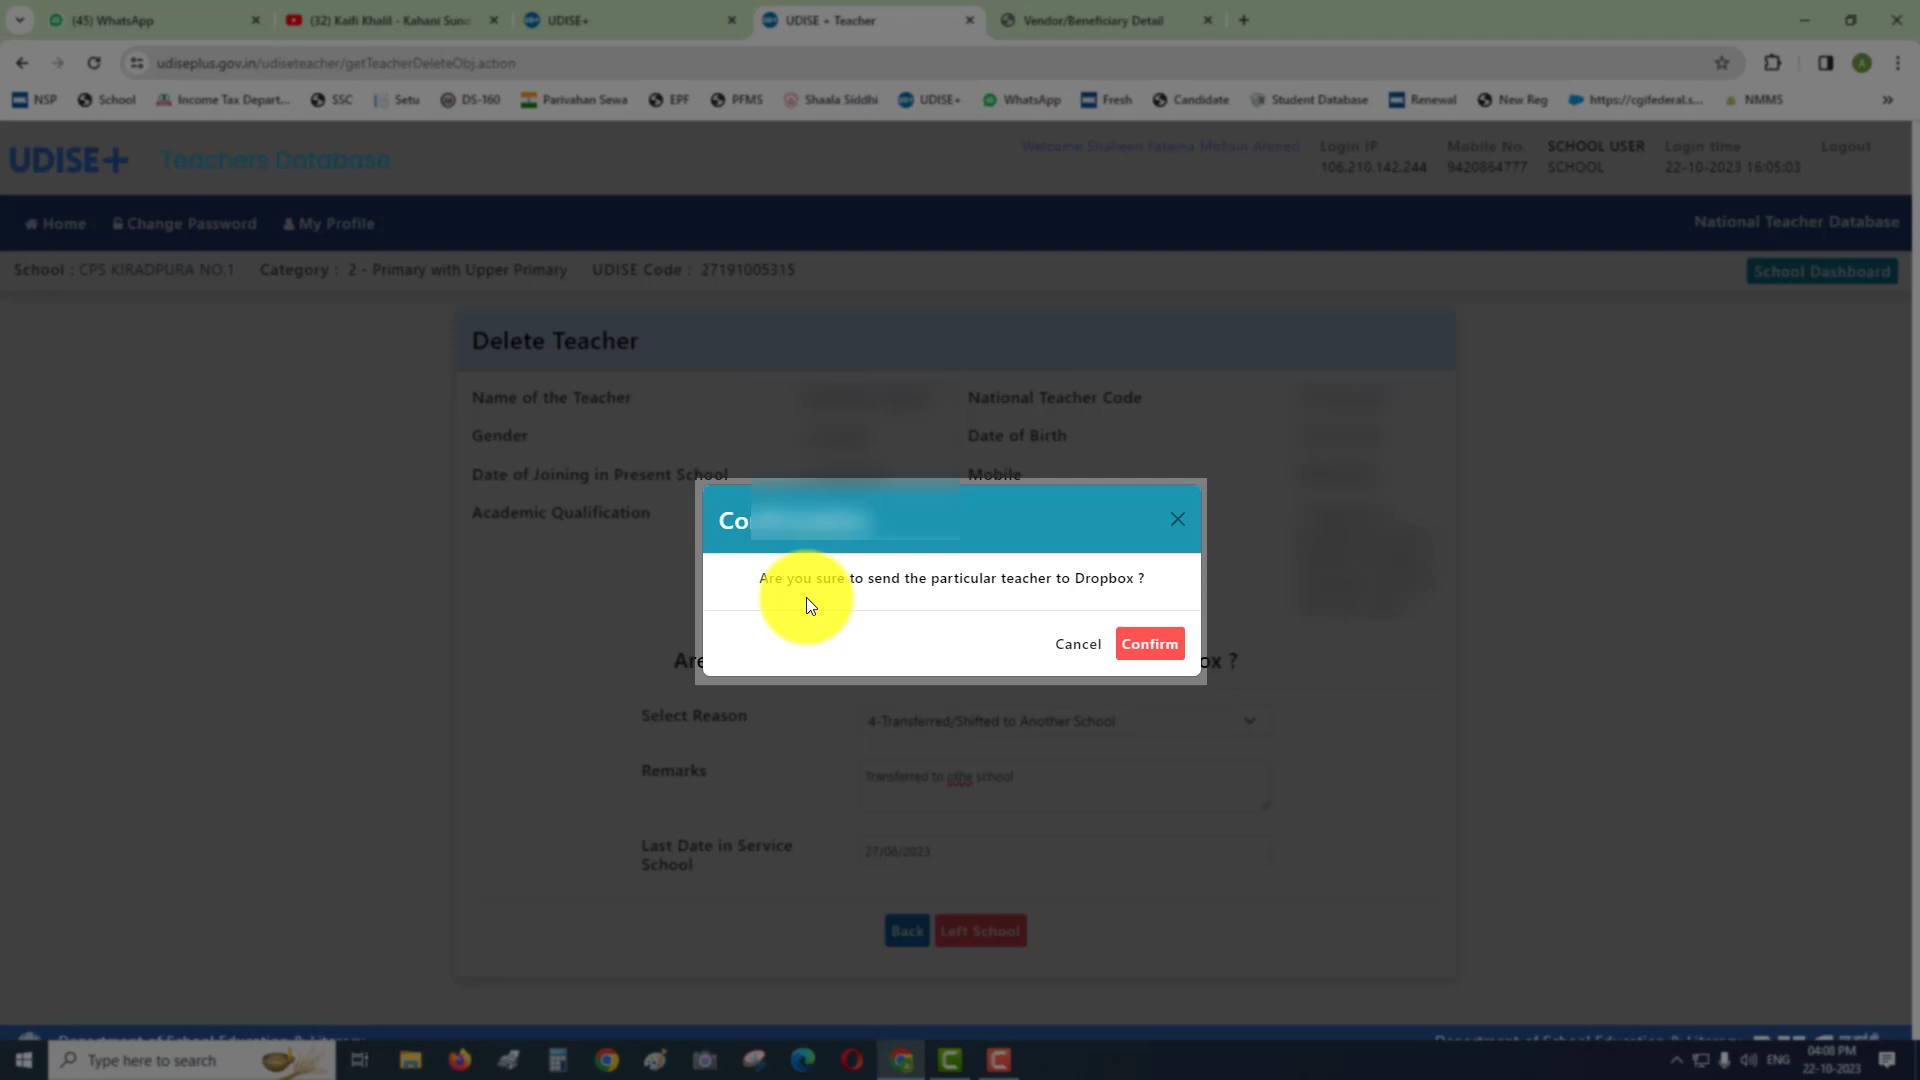 (45) WhatsApp
(32) Kaifi Khalil - Kahani Suno
UDISE+
UDISE + Teacher
Vendor/Beneficiary Detail
udiseplus.gov.in/udiseteacher/getTeacherDeleteObj.action
NSP
School
Income Tax Depart...
SSC
Setu
DS-160
Parivahan Sewa
EPF
PFMS
Shaala Siddhi
UDISE+
WhatsApp
Fresh
Candidate
Student Database
Renewal
New Reg
https://cgifederal.s...
NMMS
UDISE+ Teachers Database
Welcome Shaheen Fatema Mohsin Ahmed
Login IP
106.210.142.244
Mobile No.
9420864777
SCHOOL USER
SCHOOL
Login time
22-10-2023 16:05:03
Logout
Home
Change Password
My Profile
National Teacher Database
School : CPS KIRADPURA NO.1 Category : 2 - Primary with Upper Primary UDISE Code : 27191005315
School Dashboard
Delete Teacher
Name of the Teacher
National Teacher Code
Gender
Date of Birth
Date of Joining in Present School
Mobile
Academic Qualification
Are you sure to send the particular teacher to Dropbox ?
Cancel
Confirm
Select Reason
4-Transferred/Shifted to Another School
Remarks
Transferred to othe school
Last Date in Service
School
27/06/2023
Back
Left School
Type here to search
ENG
04:08 PM
22-10-2023